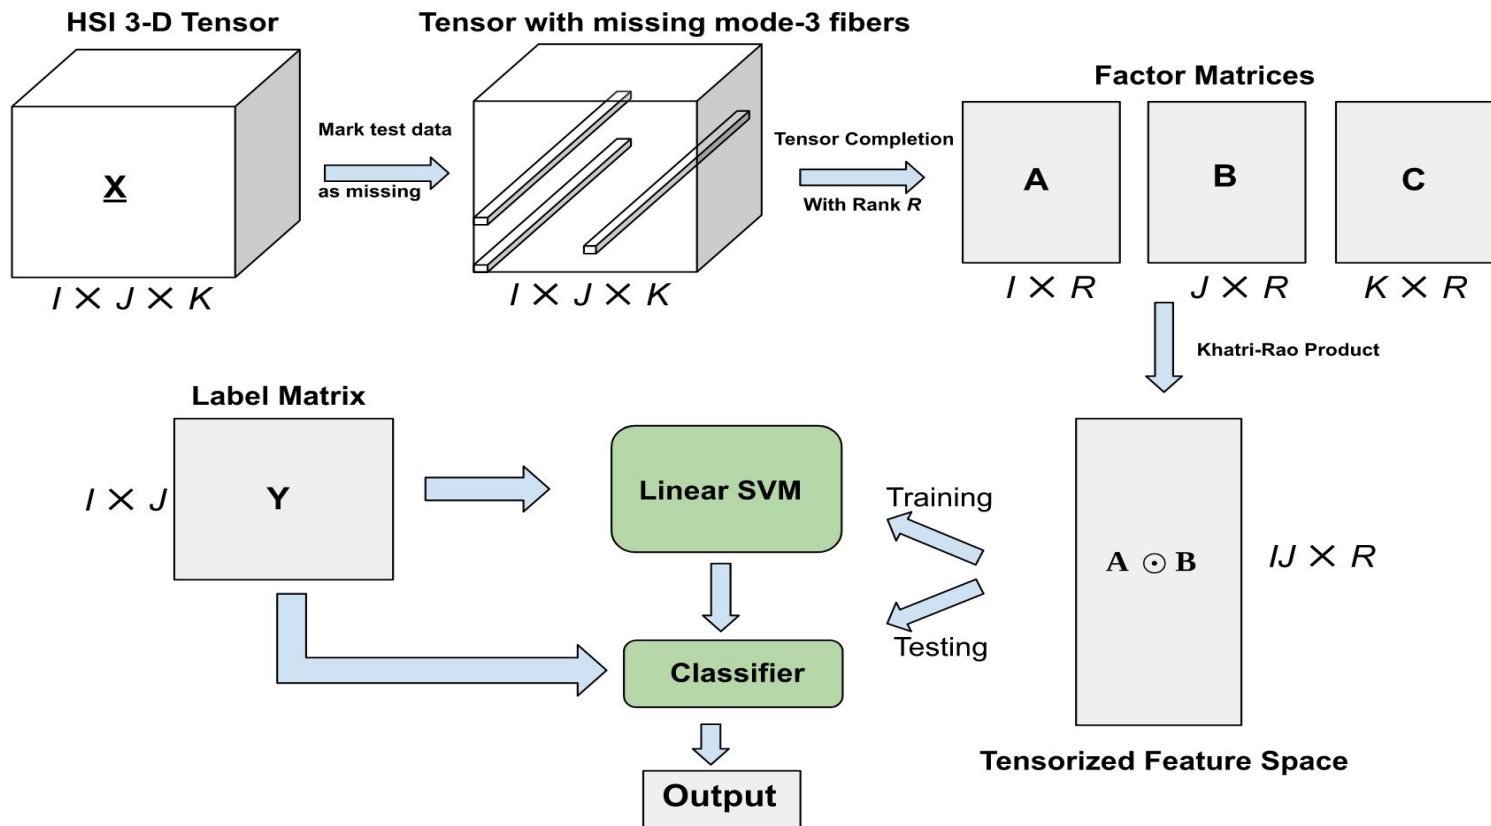 HSI 3-D Tensor
Tensor with missing mode-3 fibers
X
Mark test data
as missing
Tensor Completion
With Rank R
Factor Matrices
A
B
C
I × J × K
I × J × K
I × R
J × R
K × R
Khatri-Rao Product
Label Matrix
I × J
Y
Linear SVM
Training
A ⊙ B
IJ × R
Testing
Classifier
Tensorized Feature Space
Output